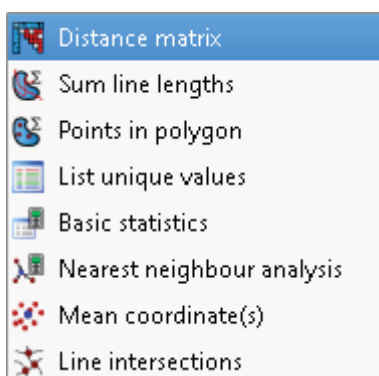 Distance matrix
Sum line lengths
Points in polygon
List unique values
Basic statistics
Nearest neighbour analysis
Mean coordinate(s)
Line intersections